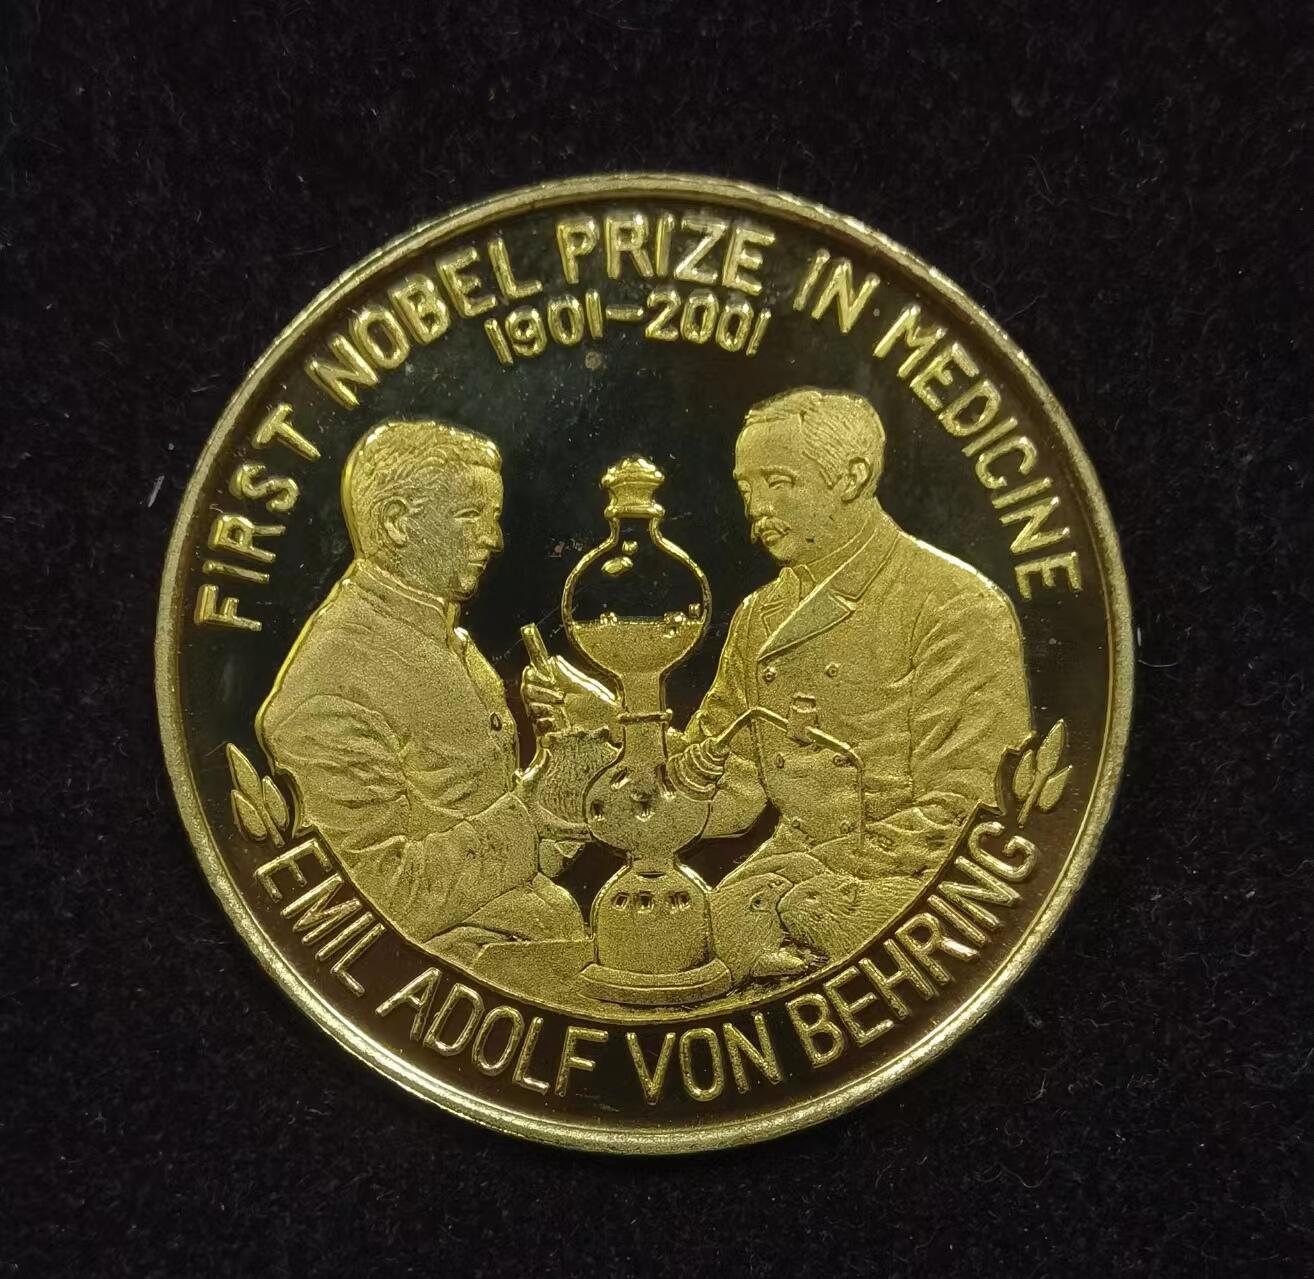 FIRST NOBEL PRIZE IN MEDICINE
1901-2001
EMIL ADOLF VON BEHRING